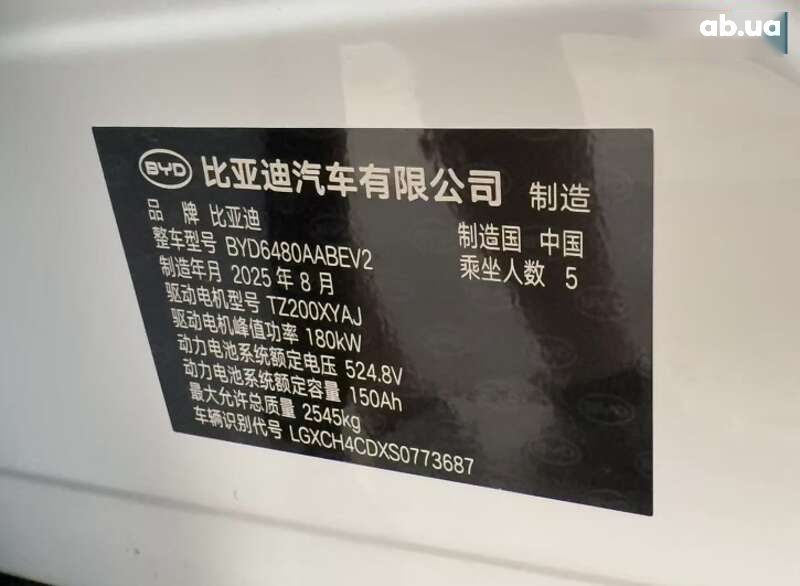 ab.ua
BYD 比亚迪汽车有限公司 制造
品 牌 比亚迪
制造国 中国
整车型号 BYD6480AABEV2
乘坐人数 5
制造年月 2025 年 8 月
驱动电机型号 TZ200XYAJ
驱动电机峰值功率 180kW
动力电池系统额定电压 524.8V
动力电池系统额定容量 150Ah
最大允许总质量 2545kg
车辆识别代号 LGXCH4CDXS0773687